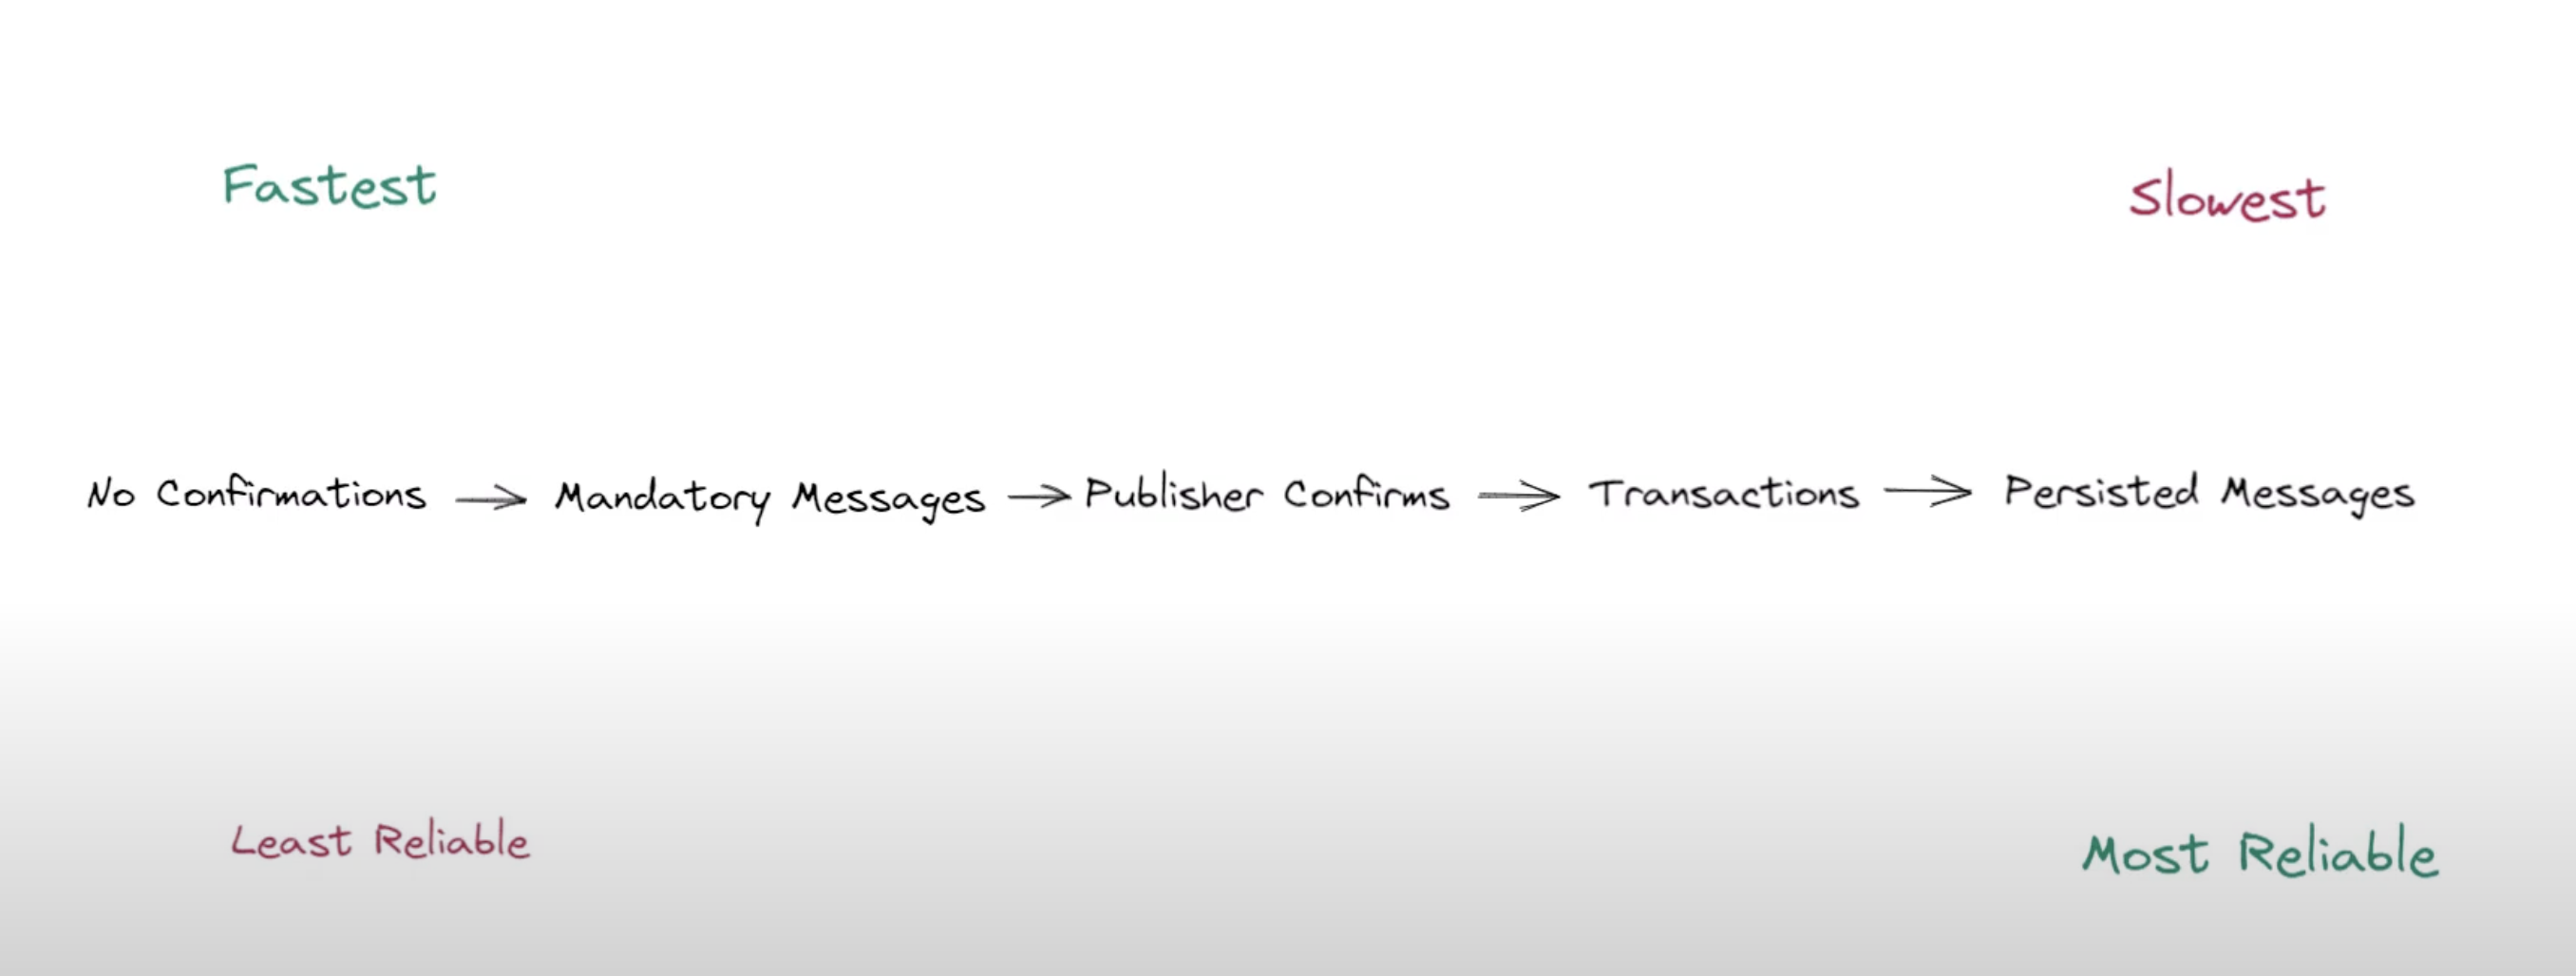 Fastest
Slowest
No Confirmations → Mandatory Messages → Publisher Confirms → Transactions → Persisted Messages
Least Reliable
Most Reliable